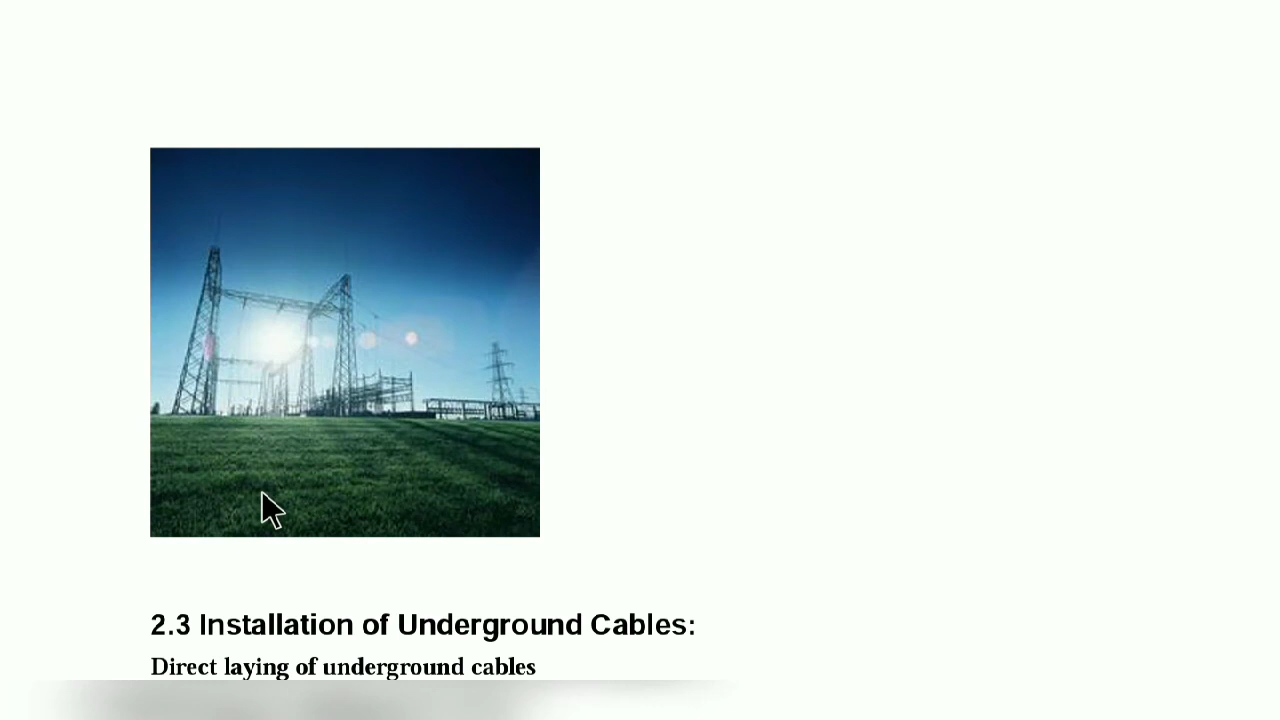 2.3 Installation of Underground Cables:
Direct laying of underground cables